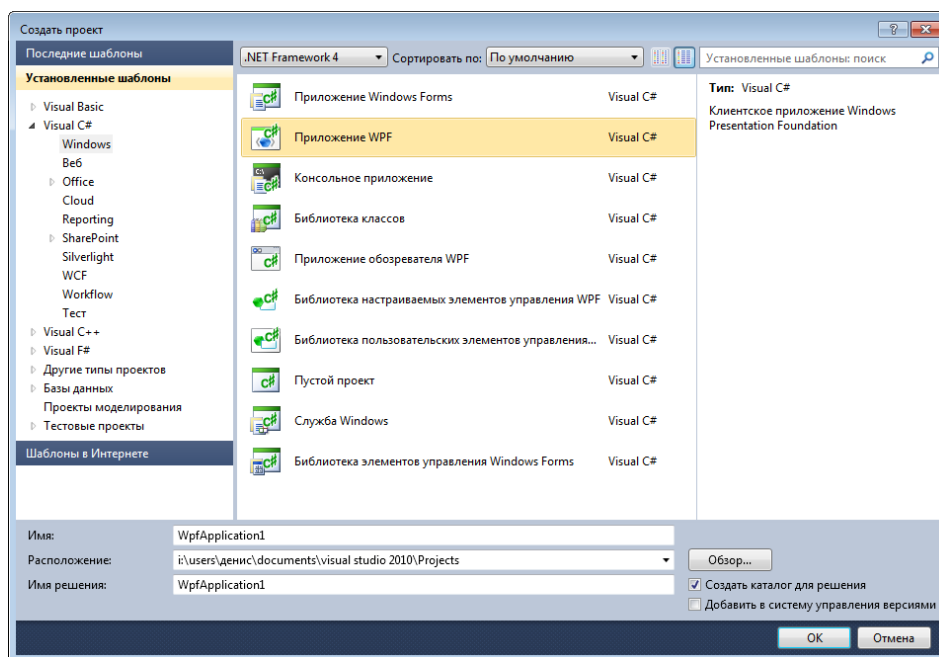 Создать проект
Последние шаблоны
.NET Framework 4
Сортировать по:
По умолчанию
Установленные шаблоны: поиск
Установленные шаблоны
Visual Basic
Visual C#
Windows
Веб
Office
Cloud
Reporting
SharePoint
Silverlight
WCF
Workflow
Тест
Visual C++
Visual F#
Другие типы проектов
Базы данных
Проекты моделирования
Тестовые проекты
Шаблоны в Интернете
Приложение Windows Forms Visual C#
Приложение WPF Visual C#
Консольное приложение Visual C#
Библиотека классов Visual C#
Приложение обозревателя WPF Visual C#
Библиотека настраиваемых элементов управления WPF Visual C#
Библиотека пользовательских элементов управления... Visual C#
Пустой проект Visual C#
Служба Windows Visual C#
Библиотека элементов управления Windows Forms Visual C#
Тип: Visual C#
Клиентское приложение Windows
Presentation Foundation
Имя: WpfApplication1
Расположение: i:\users\денис\documents\visual studio 2010\Projects
Обзор...
Имя решения: WpfApplication1
Создать каталог для решения
Добавить в систему управления версиями
OK
Отмена